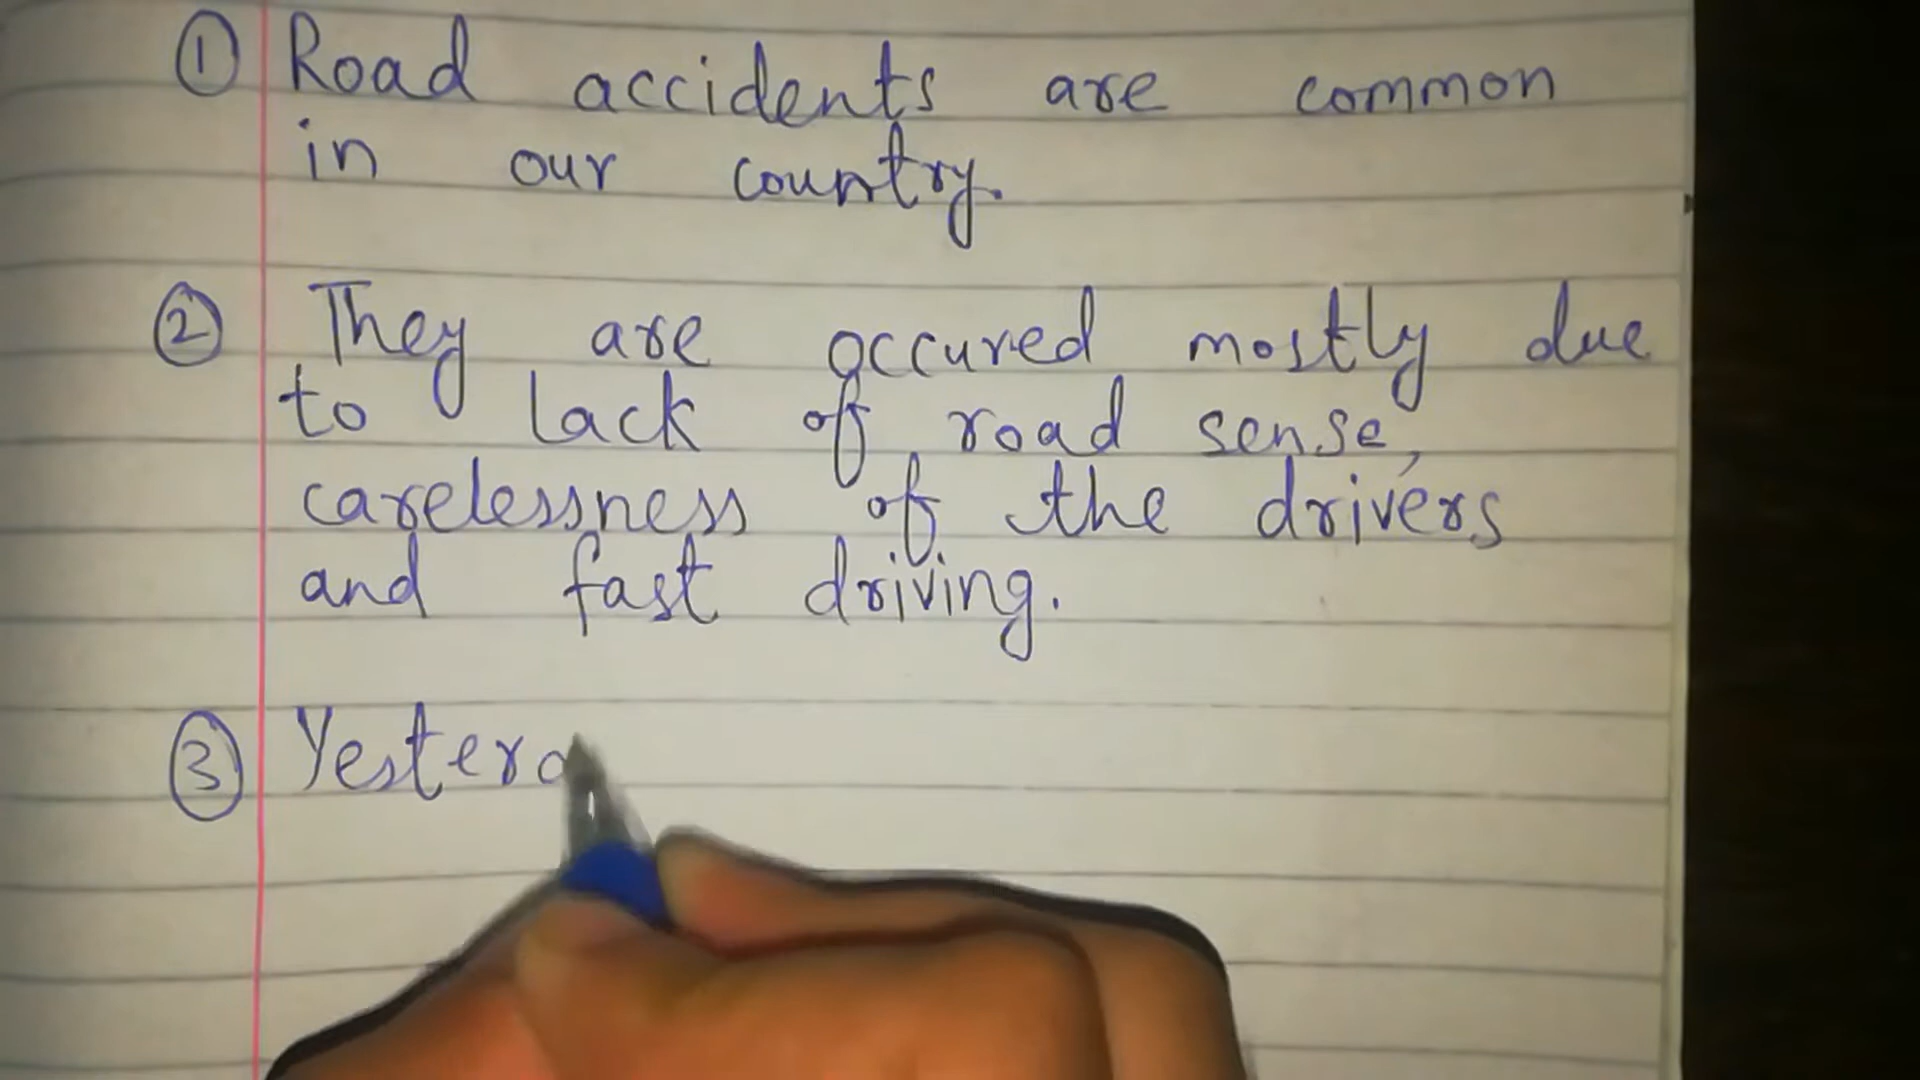 ① Road accidents are common
in our country.
② They are occured mostly due
to lack of road sense,
carelessness of the drivers
and fast driving.
③